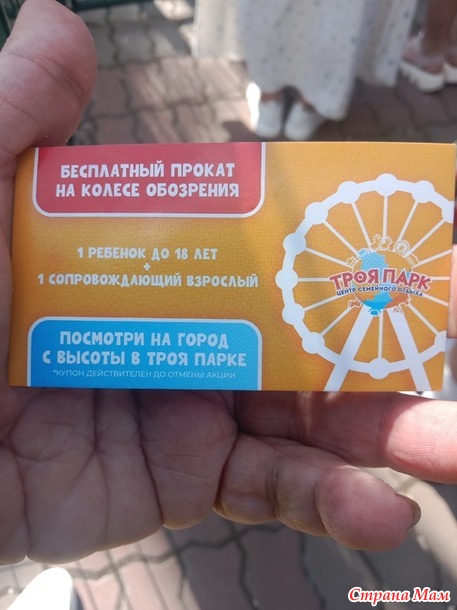 БЕСПЛАТНЫЙ ПРОКАТ
НА КОЛЕСЕ ОБОЗРЕНИЯ
1 РЕБЕНОК ДО 18 ЛЕТ
+
1 СОПРОВОЖДАЮЩИЙ ВЗРОСЛЫЙ
ТРОЯ ПАРК
ЦЕНТР СЕМЕЙНОГО ОТДЫХА
ПОСМОТРИ НА ГОРОД
С ВЫСОТЫ В ТРОЯ ПАРКЕ
*КУПОН ДЕЙСТВИТЕЛЕН ДО ОТМЕНЫ АКЦИИ
Страна Мам